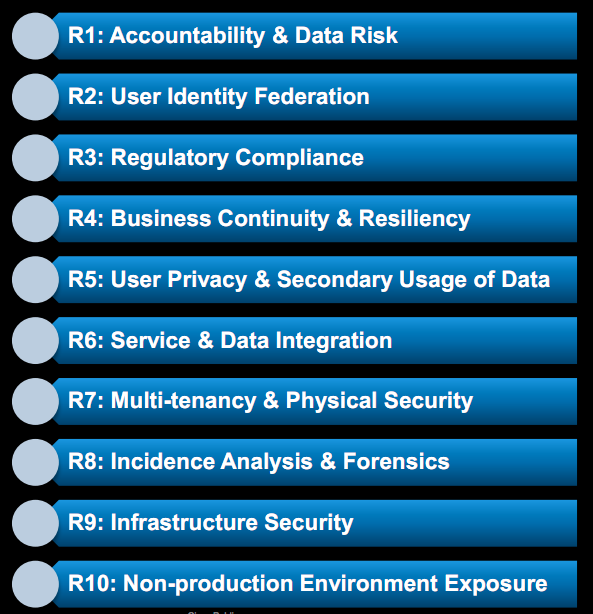 R1: Accountability & Data Risk
R2: User Identity Federation
R3: Regulatory Compliance
R4: Business Continuity & Resiliency
R5: User Privacy & Secondary Usage of Data
R6: Service & Data Integration
R7: Multi-tenancy & Physical Security
R8: Incidence Analysis & Forensics
R9: Infrastructure Security
R10: Non-production Environment Exposure